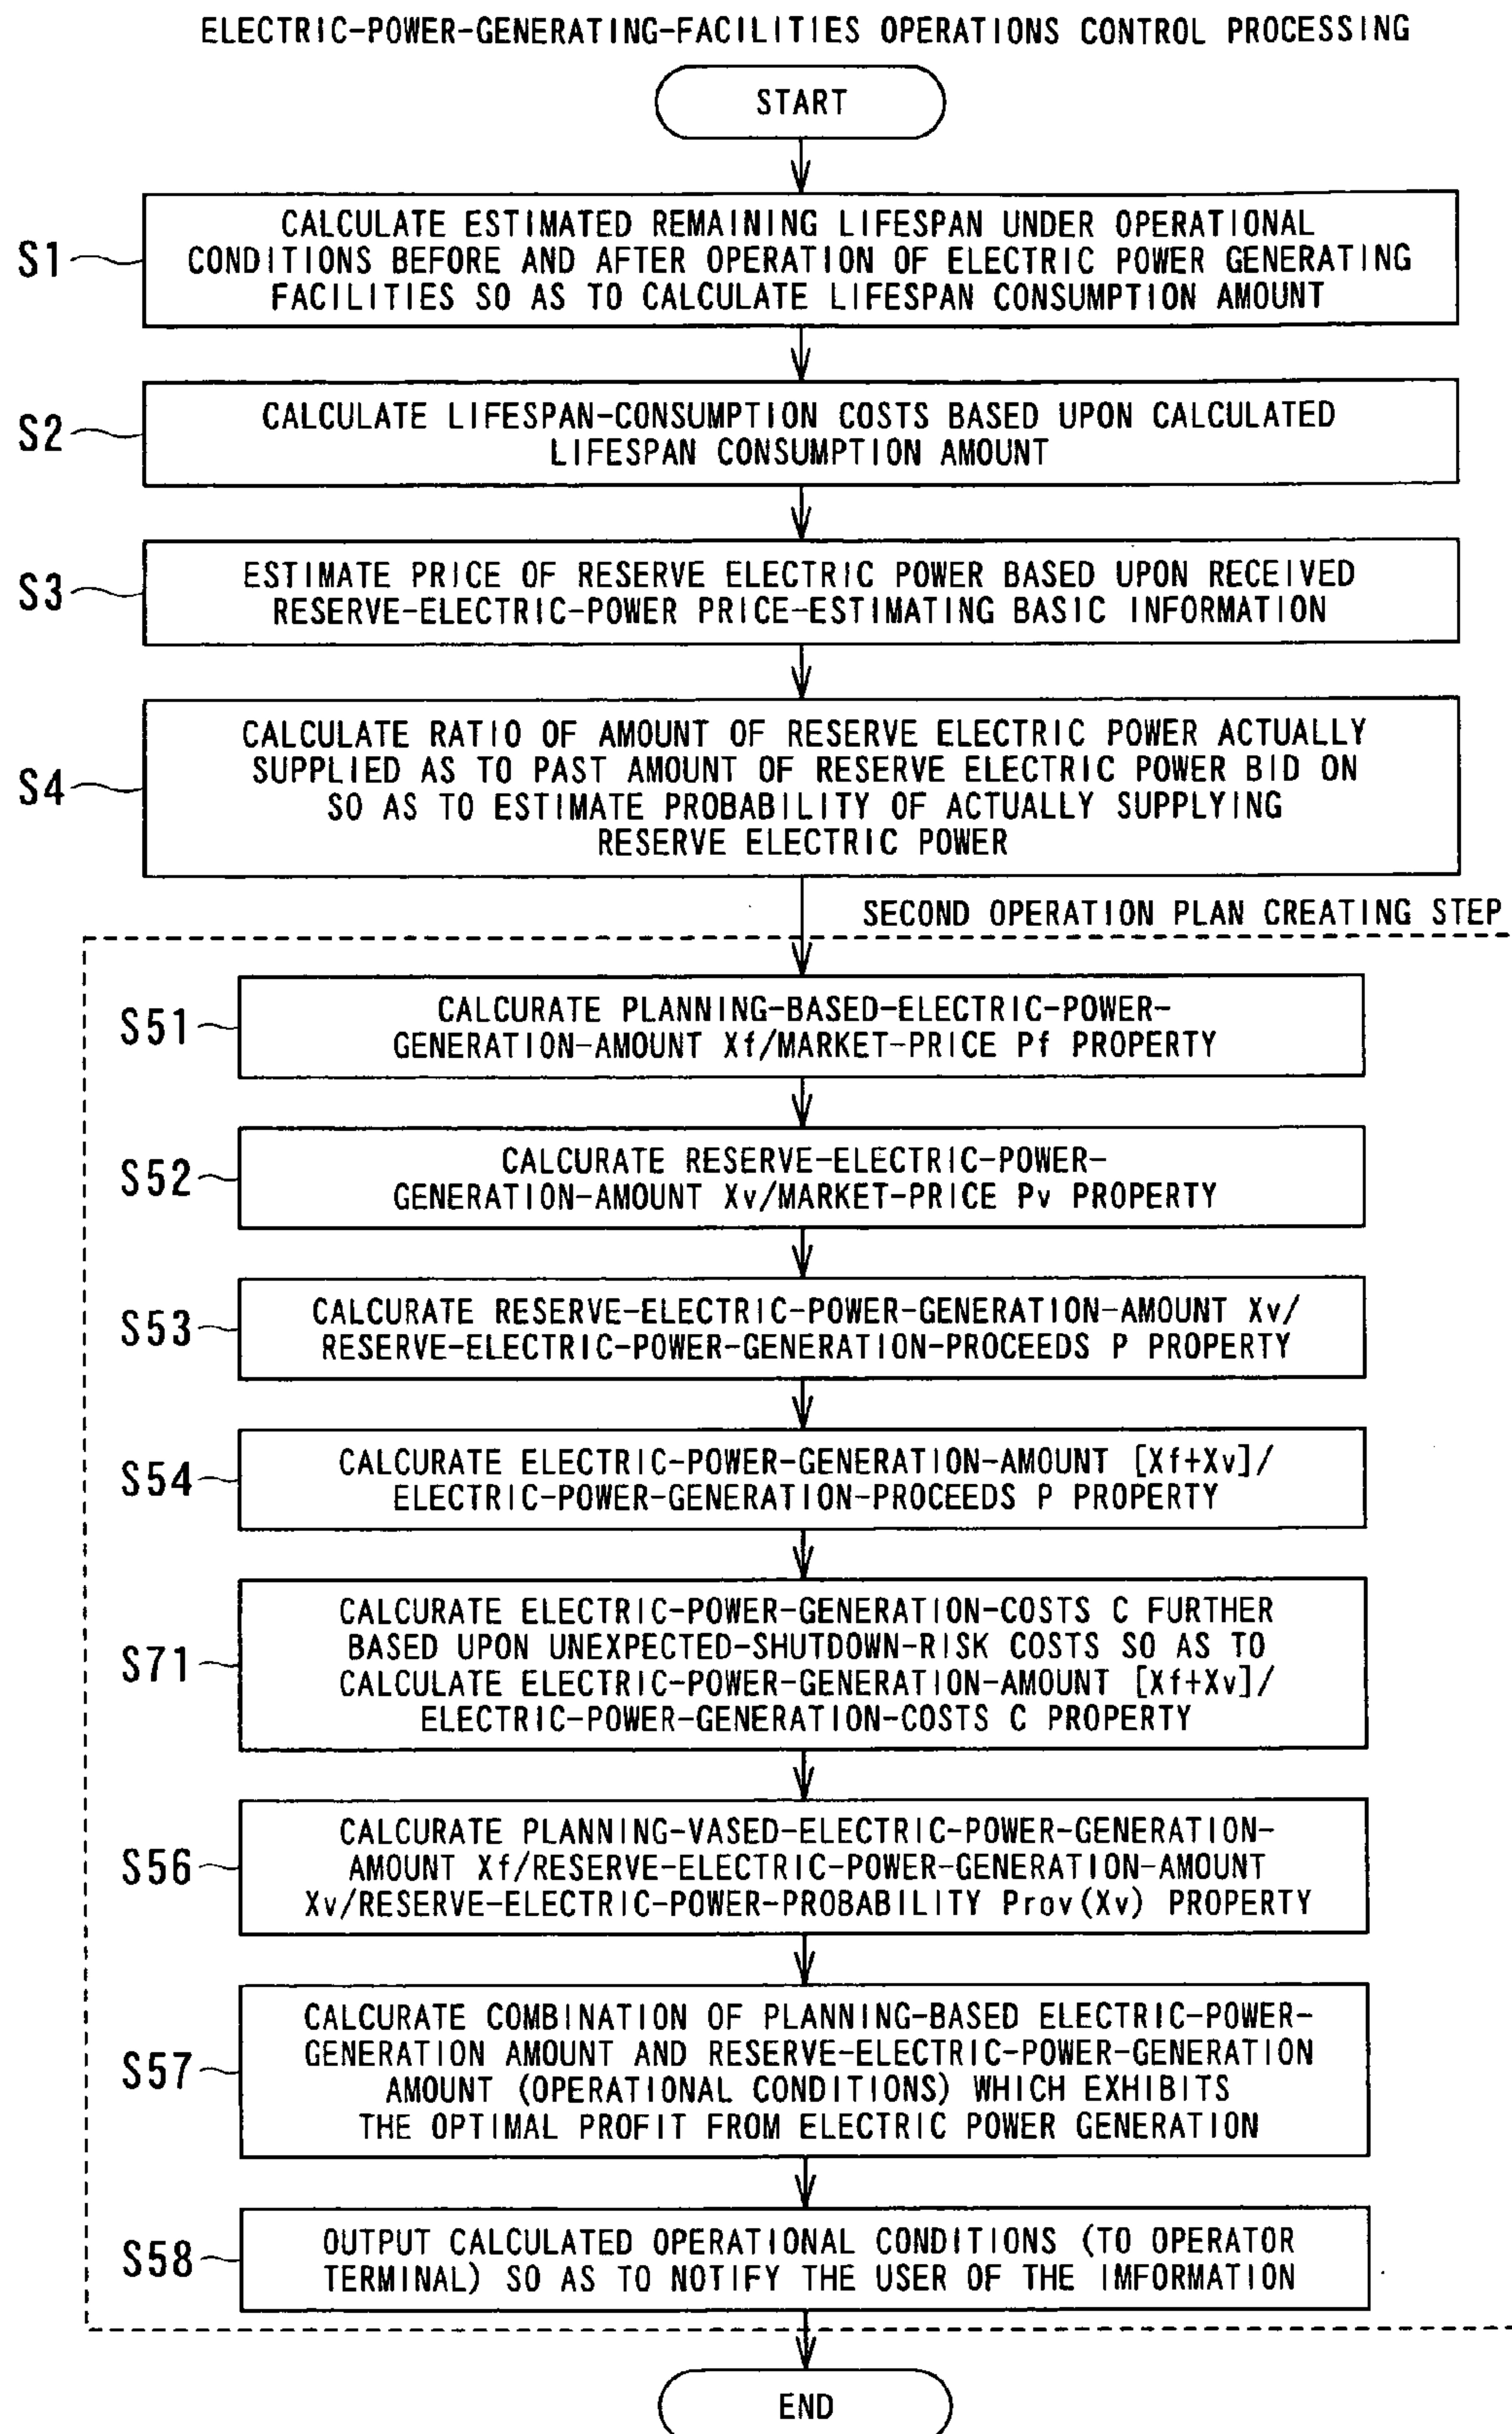 ELECTRIC-POWER-GENERATING-FACILITIES OPERATIONS CONTROL PROCESSING
START
S1
CALCULATE ESTIMATED REMAINING LIFESPAN UNDER OPERATIONAL
CONDITIONS BEFORE AND AFTER OPERATION OF ELECTRIC POWER GENERATING
FACILITIES SO AS TO CALCULATE LIFESPAN CONSUMPTION AMOUNT
S2
CALCULATE LIFESPAN-CONSUMPTION COSTS BASED UPON CALCULATED
LIFESPAN CONSUMPTION AMOUNT
S3
ESTIMATE PRICE OF RESERVE ELECTRIC POWER BASED UPON RECEIVED
RESERVE-ELECTRIC-POWER PRICE-ESTIMATING BASIC INFORMATION
S4
CALCULATE RATIO OF AMOUNT OF RESERVE ELECTRIC POWER ACTUALLY
SUPPLIED AS TO PAST AMOUNT OF RESERVE ELECTRIC POWER BID ON
SO AS TO ESTIMATE PROBABILITY OF ACTUALLY SUPPLYING
RESERVE ELECTRIC POWER
SECOND OPERATION PLAN CREATING STEP
S51
CALCURATE PLANNING-BASED-ELECTRIC-POWER-
GENERATION-AMOUNT Xf/MARKET-PRICE Pf PROPERTY
S52
CALCURATE RESERVE-ELECTRIC-POWER-
GENERATION-AMOUNT Xv/MARKET-PRICE Pv PROPERTY
S53
CALCURATE RESERVE-ELECTRIC-POWER-GENERATION-AMOUNT Xv/
RESERVE-ELECTRIC-POWER-GENERATION-PROCEEDS P PROPERTY
S54
CALCURATE ELECTRIC-POWER-GENERATION-AMOUNT [Xf+Xv]/
ELECTRIC-POWER-GENERATION-PROCEEDS P PROPERTY
S71
CALCURATE ELECTRIC-POWER-GENERATION-COSTS C FURTHER
BASED UPON UNEXPECTED-SHUTDOWN-RISK COSTS SO AS TO
CALCULATE ELECTRIC-POWER-GENERATION-AMOUNT [Xf+Xv]/
ELECTRIC-POWER-GENERATION-COSTS C PROPERTY
S56
CALCURATE PLANNING-VASED-ELECTRIC-POWER-GENERATION-
AMOUNT Xf/RESERVE-ELECTRIC-POWER-GENERATION-AMOUNT
Xv/RESERVE-ELECTRIC-POWER-PROBABILITY Prov(Xv) PROPERTY
S57
CALCURATE COMBINATION OF PLANNING-BASED ELECTRIC-POWER-
GENERATION AMOUNT AND RESERVE-ELECTRIC-POWER-GENERATION
AMOUNT (OPERATIONAL CONDITIONS) WHICH EXHIBITS
THE OPTIMAL PROFIT FROM ELECTRIC POWER GENERATION
S58
OUTPUT CALCULATED OPERATIONAL CONDITIONS (TO OPERATOR
TERMINAL) SO AS TO NOTIFY THE USER OF THE IMFORMATION
END